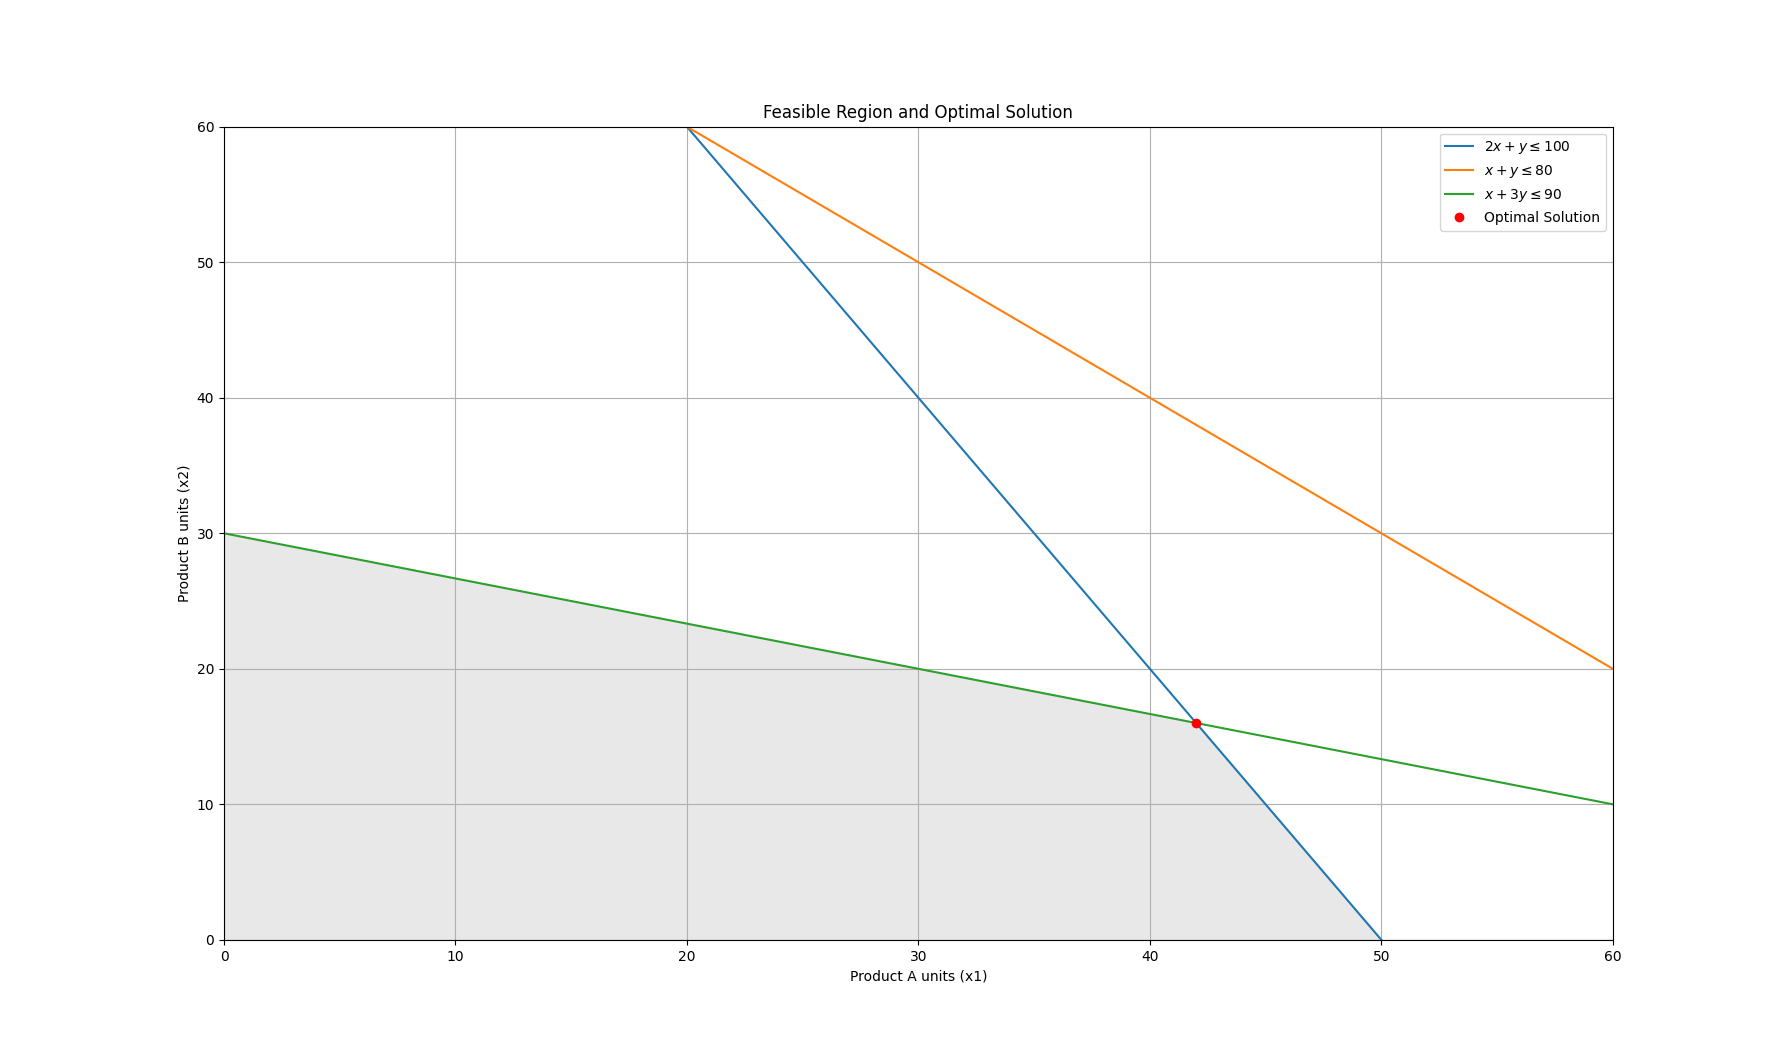 Feasible Region and Optimal Solution
60
50
40
30
20
10
0
Product B units (x2)
2x + y ≤ 100
x + y ≤ 80
x + 3y ≤ 90
Optimal Solution
0 10 20 30 40 50 60
Product A units (x1)